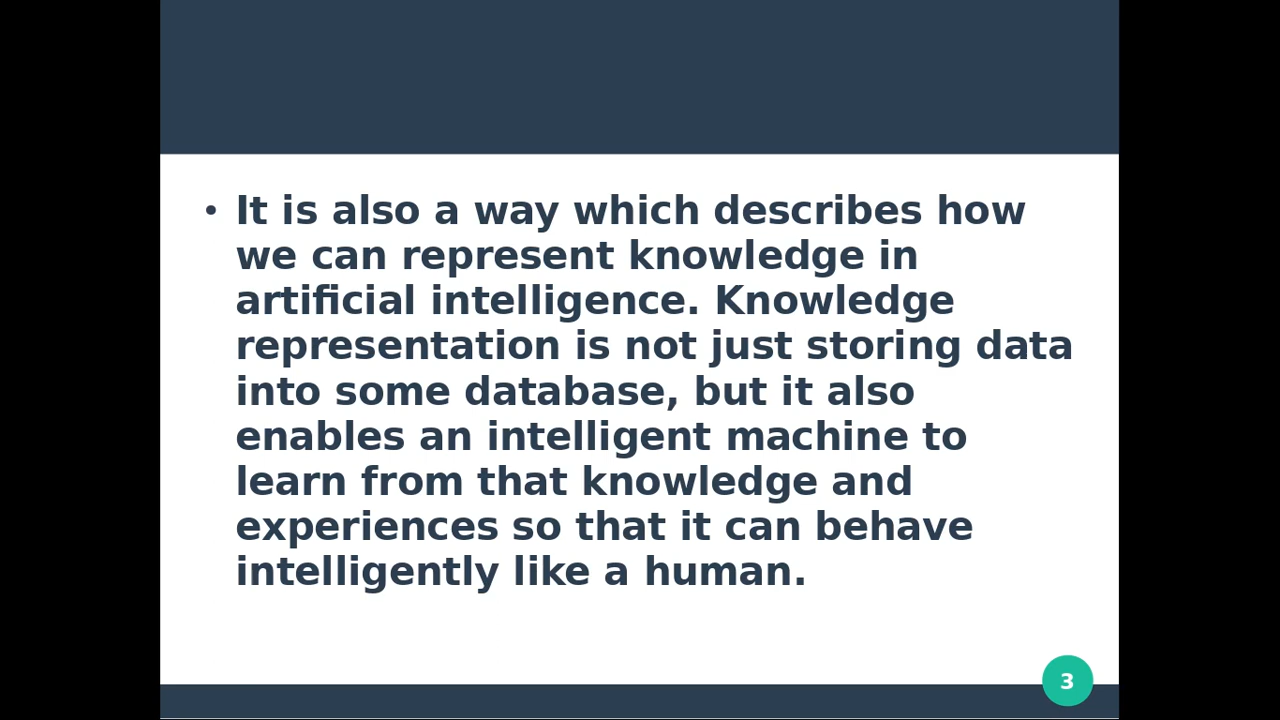 • It is also a way which describes how
we can represent knowledge in
artificial intelligence. Knowledge
representation is not just storing data
into some database, but it also
enables an intelligent machine to
learn from that knowledge and
experiences so that it can behave
intelligently like a human.
3